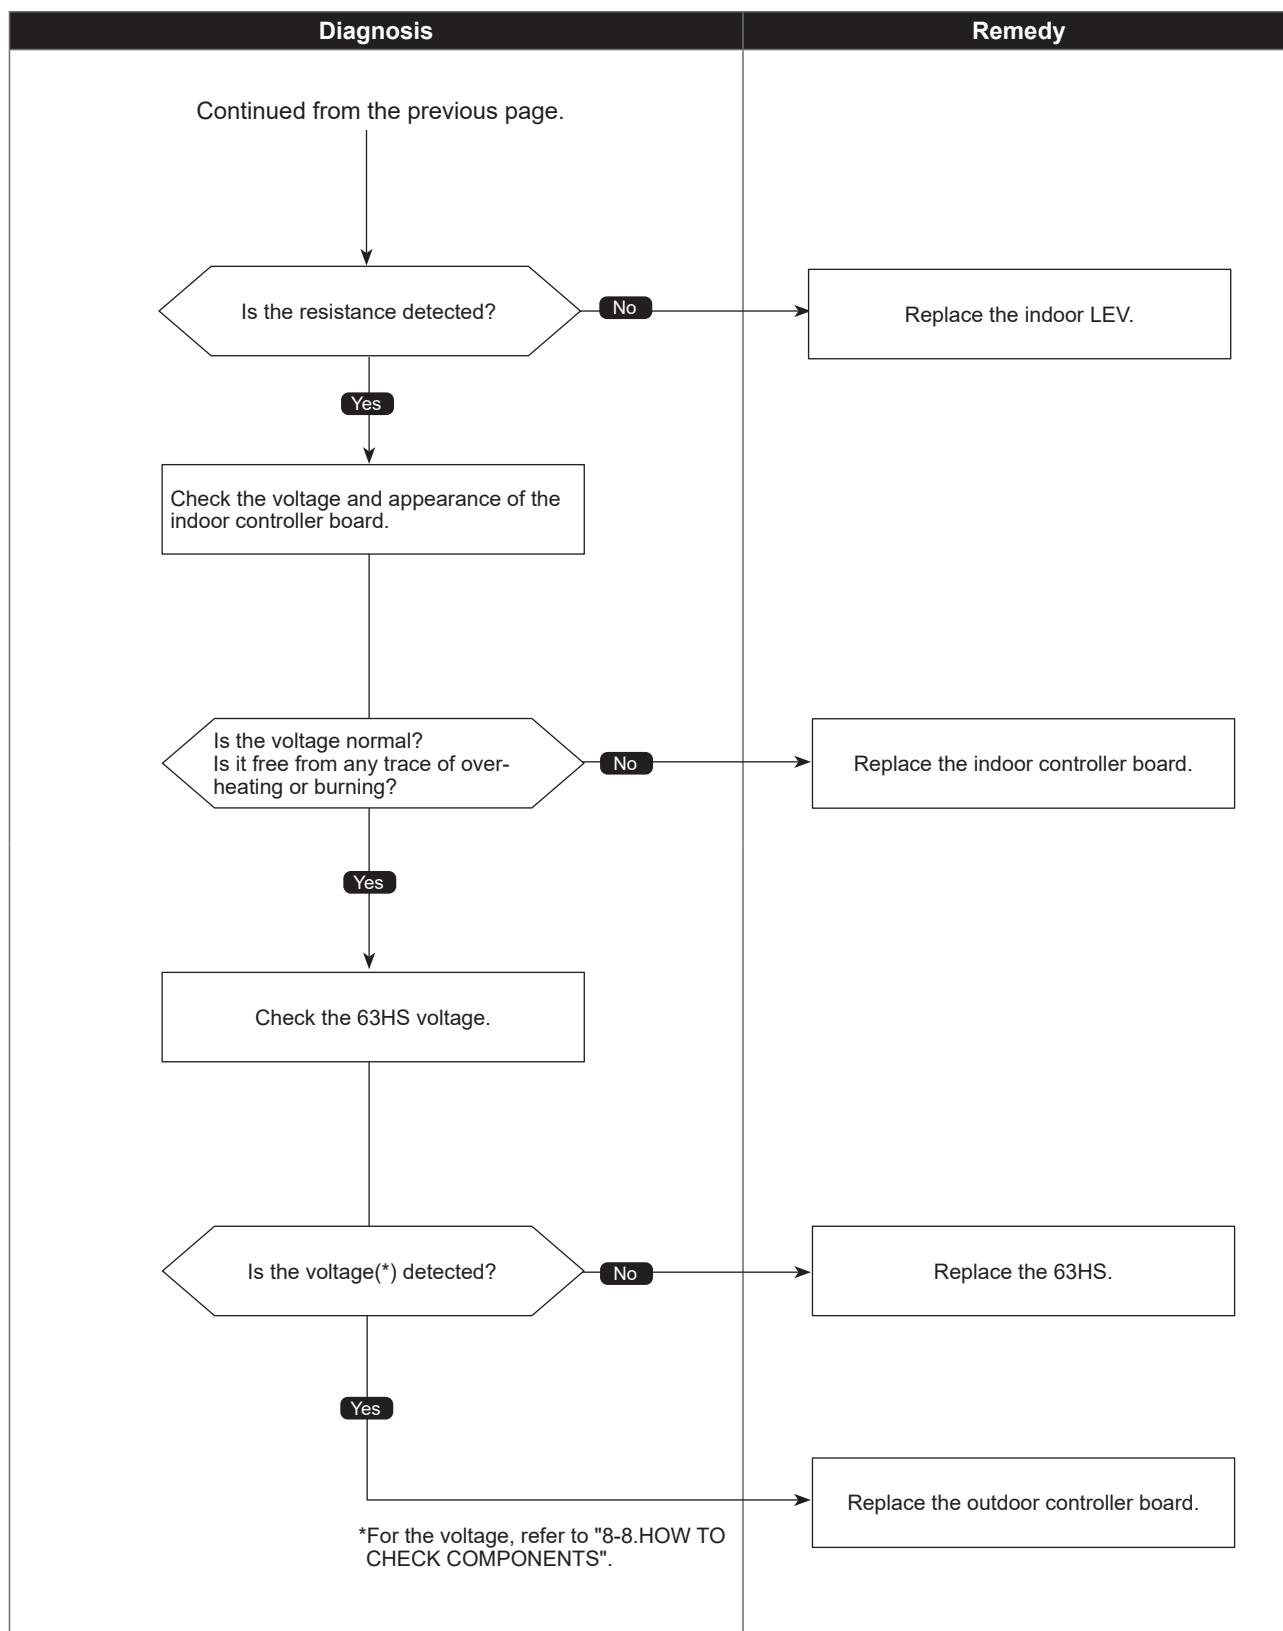 Diagnosis
Remedy
Continued from the previous page.
Is the resistance detected?
No
Replace the indoor LEV.
Yes
Check the voltage and appearance of the
indoor controller board.
Is the voltage normal?
Is it free from any trace of over-
heating or burning?
No
Replace the indoor controller board.
Yes
Check the 63HS voltage.
Is the voltage(*) detected?
No
Replace the 63HS.
Yes
Replace the outdoor controller board.
*For the voltage, refer to "8-8.HOW TO
CHECK COMPONENTS".